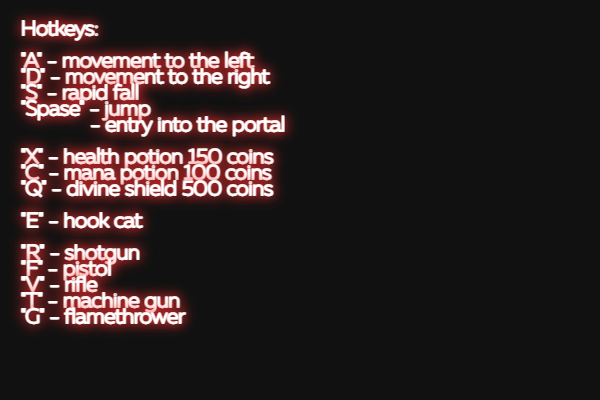 Hotkeys:
"A" - movement to the left
"D" - movement to the right
"S" - rapid fall
"Spase" - jump
- entry into the portal
"X" - health potion 150 coins
"C" - mana potion 100 coins
"Q" - divine shield 500 coins
"E" - hook cat
"R" - shotgun
"F" - pistol
"V" - rifle
"T" - machine gun
"G" - flamethrower